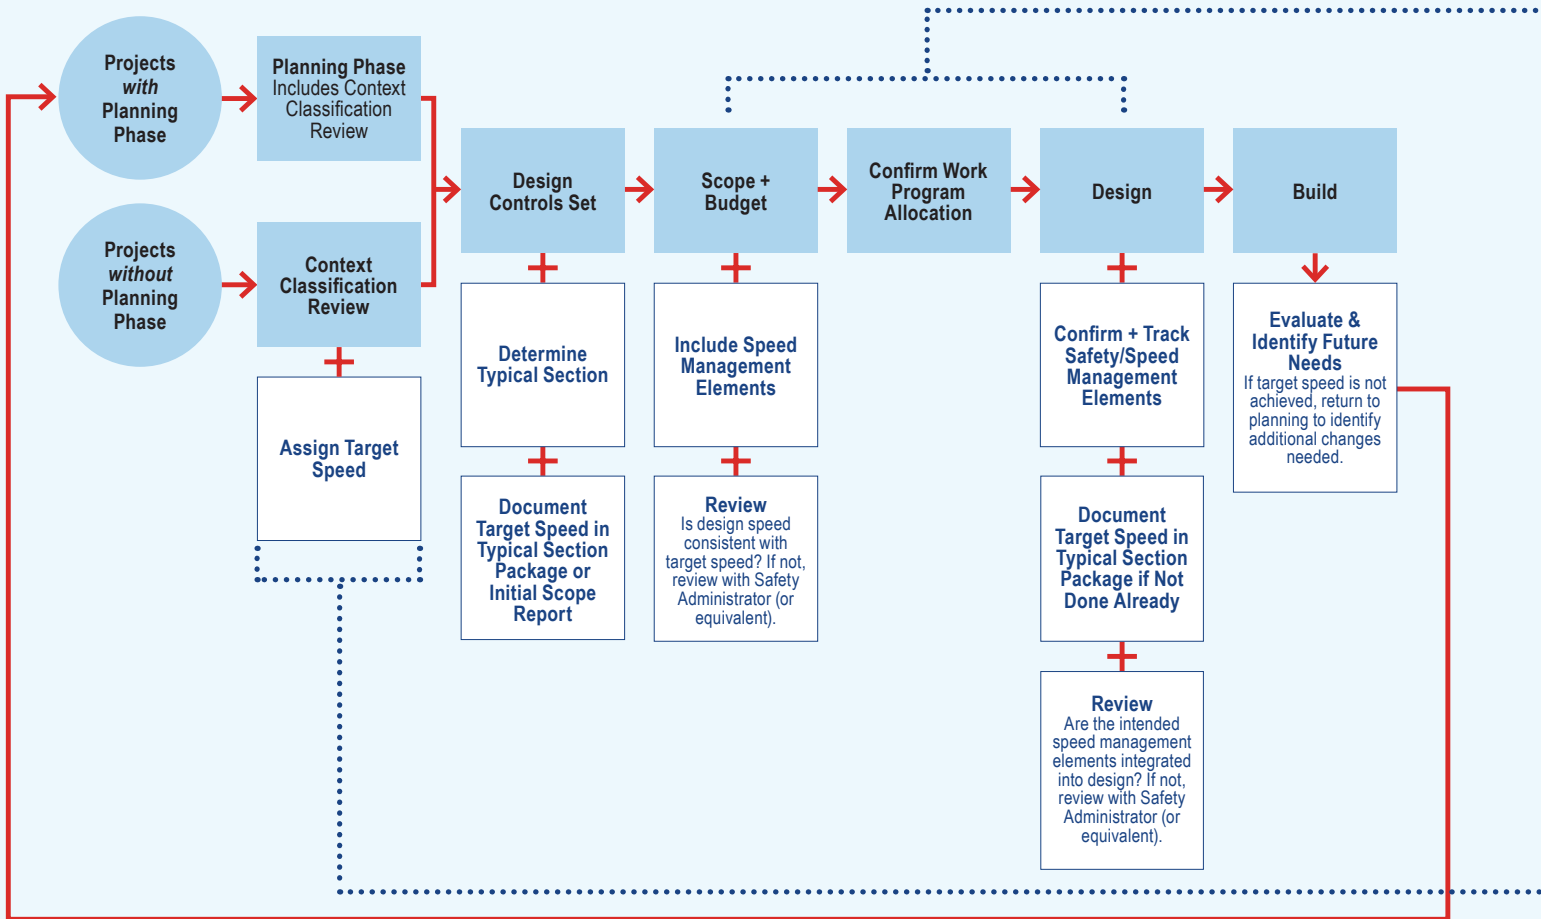 Projects
with
Planning
Phase
Planning Phase
Includes Context
Classification
Review
Projects
without
Planning
Phase
Context
Classification
Review
Assign Target
Speed
Design
Controls Set
Determine
Typical Section
Document
Target Speed in
Typical Section
Package or
Initial Scope
Report
Scope +
Budget
Include Speed
Management
Elements
Review
Is design speed
consistent with
target speed? If not,
review with Safety
Administrator (or
equivalent).
Confirm Work
Program
Allocation
Design
Confirm + Track
Safety/Speed
Management
Elements
Document
Target Speed in
Typical Section
Package if Not
Done Already
Review
Are the intended
speed management
elements integrated
into design? If not,
review with Safety
Administrator (or
equivalent).
Build
Evaluate &
Identify Future
Needs
If target speed is not
achieved, return to
planning to identify
additional changes
needed.